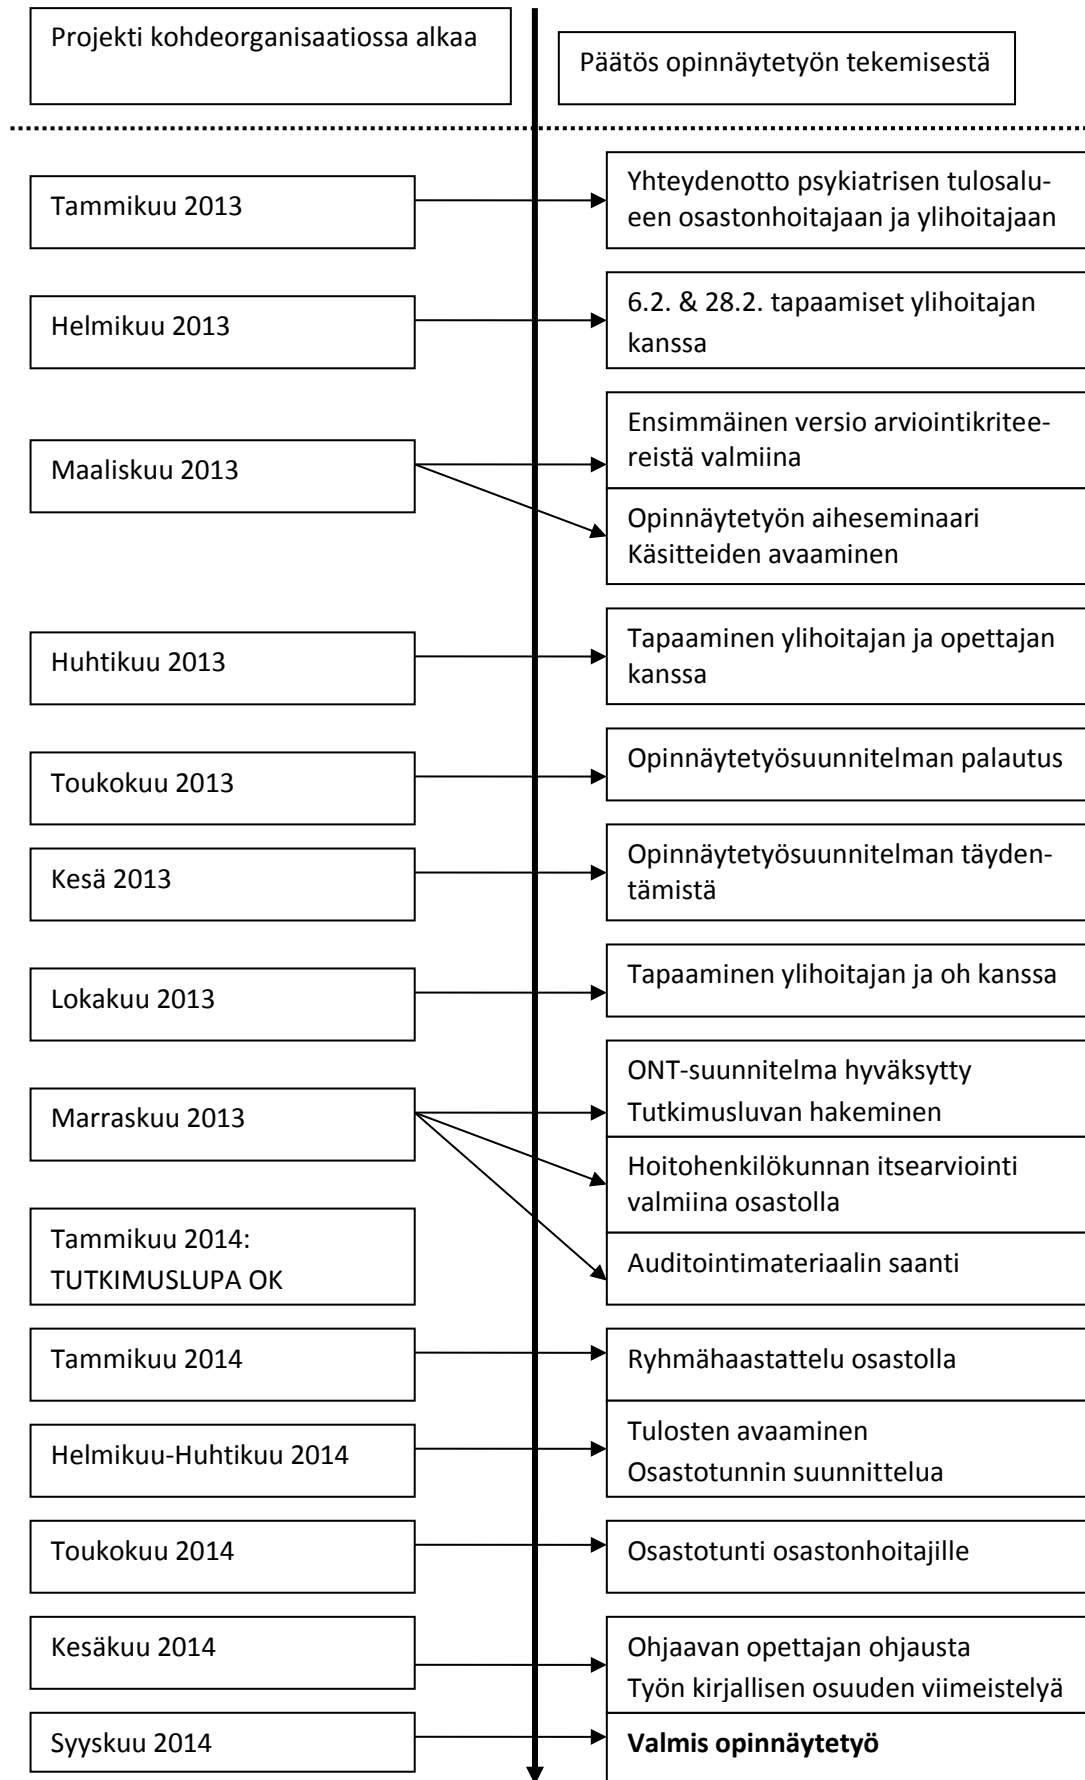 Projekti kohdeorganisaatiossa alkaa
Päätös opinnäytetyön tekemisestä
Tammikuu 2013
Yhteydenotto psykiatrisen tulosalu-
een osastonhoitajaan ja ylihoitajaan
Helmikuu 2013
6.2. & 28.2. tapaamiset ylihoitajan
kanssa
Maaliskuu 2013
Ensimmäinen versio arviointikritee-
reistä valmiina
Opinnäytetyön aiheseminaari
Käsitteiden avaaminen
Huhtikuu 2013
Tapaaminen ylihoitajan ja opettajan
kanssa
Toukokuu 2013
Opinnäytetyösuunnitelman palautus
Kesä 2013
Opinnäytetyösuunnitelman täyden-
tämistä
Lokakuu 2013
Tapaaminen ylihoitajan ja oh kanssa
Marraskuu 2013
ONT-suunnitelma hyväksytty
Tutkimusluvan hakeminen
Hoitohenkilökunnan itsearviointi
valmiina osastolla
Auditointimateriaalin saanti
Tammikuu 2014:
TUTKIMUSLUPA OK
Tammikuu 2014
Ryhmähaastattelu osastolla
Helmikuu-Huhtikuu 2014
Tulosten avaaminen
Osastotunnin suunnittelua
Toukokuu 2014
Osastotunti osastonhoitajille
Kesäkuu 2014
Ohjaavan opettajan ohjausta
Työn kirjallisen osuuden viimeistelyä
Syyskuu 2014
Valmis opinnäytetyö